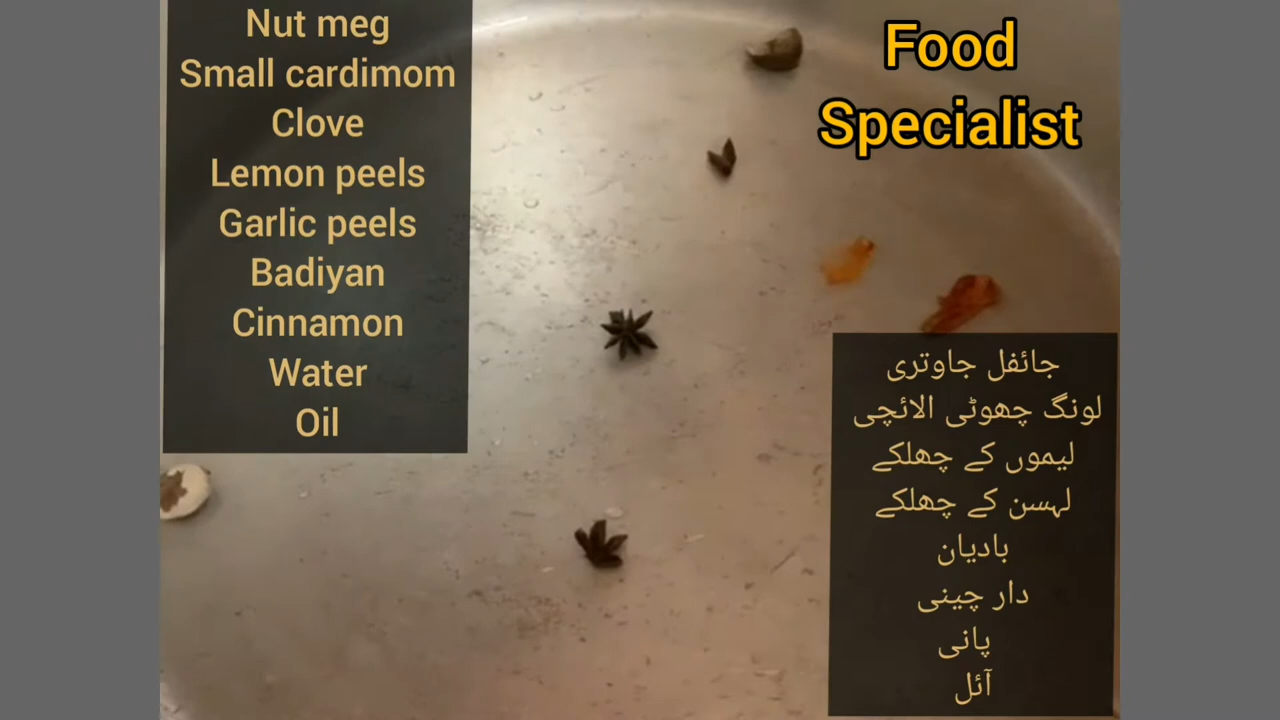 Nut meg
Small cardimom
Clove
Lemon peels
Garlic peels
Badiyan
Cinnamon
Water
Oil
Food
Specialist
جائفل جاوتری
لونگ چھوٹی الائچی
لیموں کے چھلکے
لہسن کے چھلکے
بادیان
دار چینی
پانی
آئل